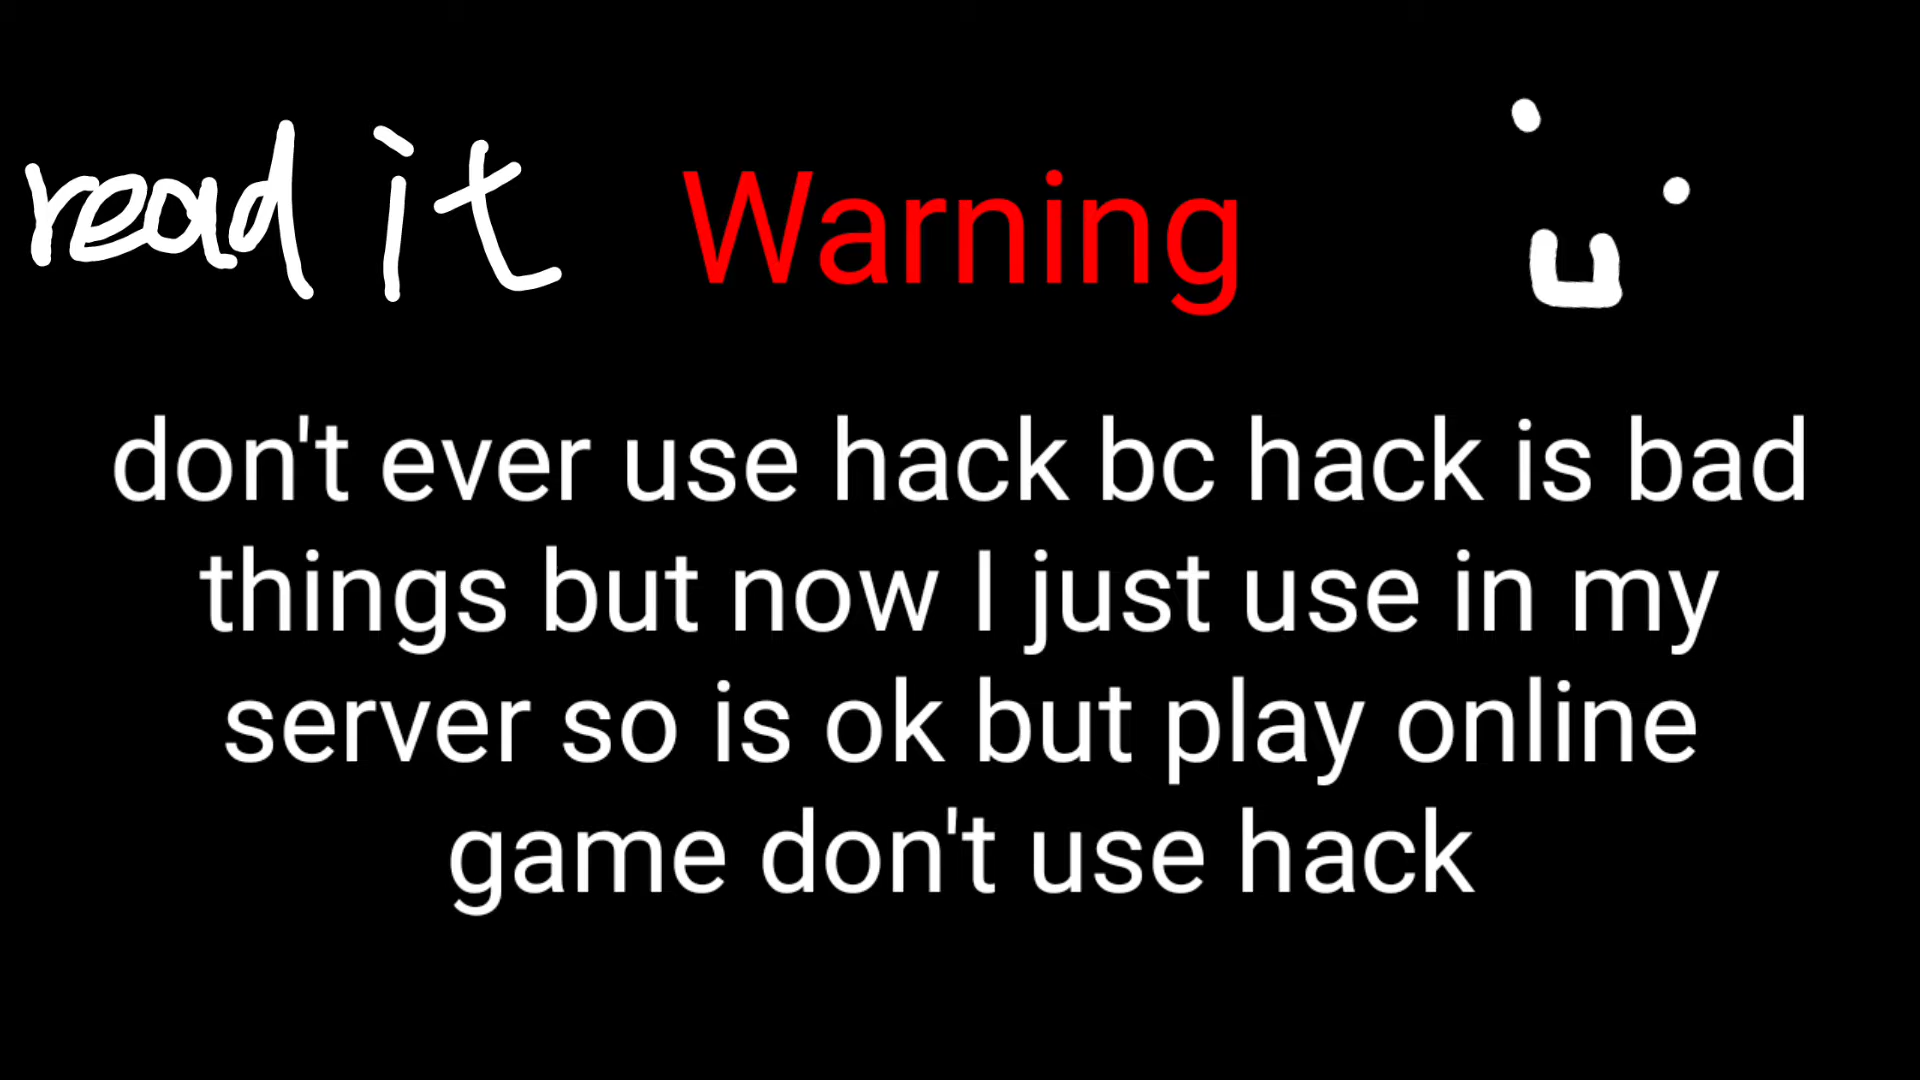 read it Warning
don't ever use hack bc hack is bad
things but now I just use in my
server so is ok but play online
game don't use hack